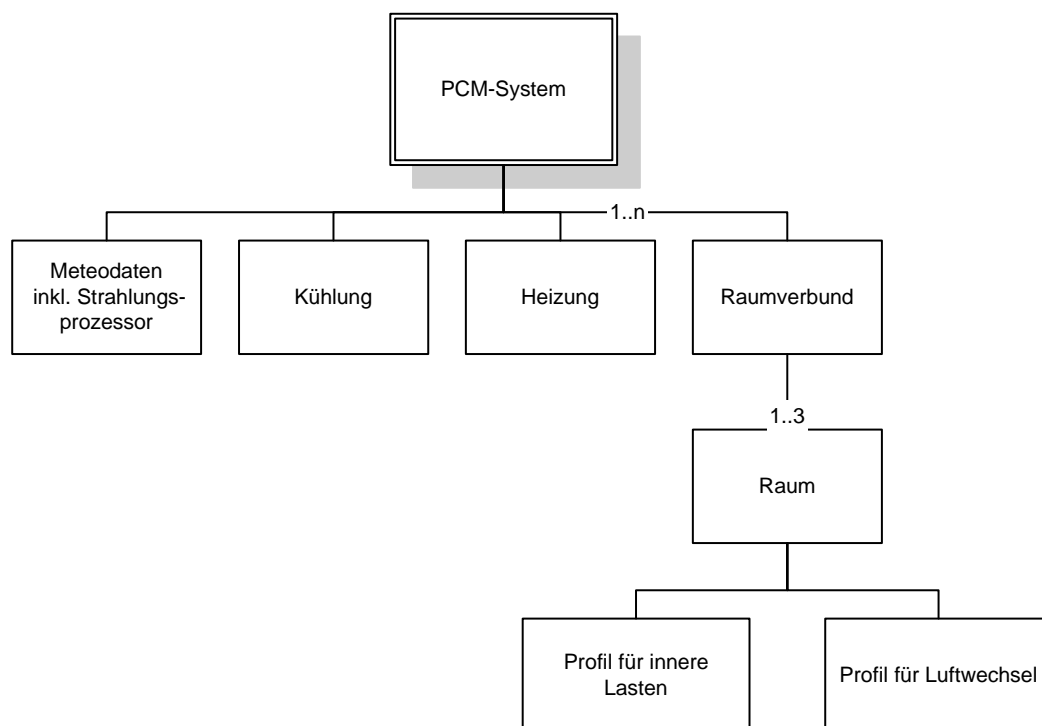 PCM-System
1..n
Meteodaten
inkl. Strahlungs-
prozessor
Kühlung
Heizung
Raumverbund
1..3
Raum
Profil für innere
Lasten
Profil für Luftwechsel